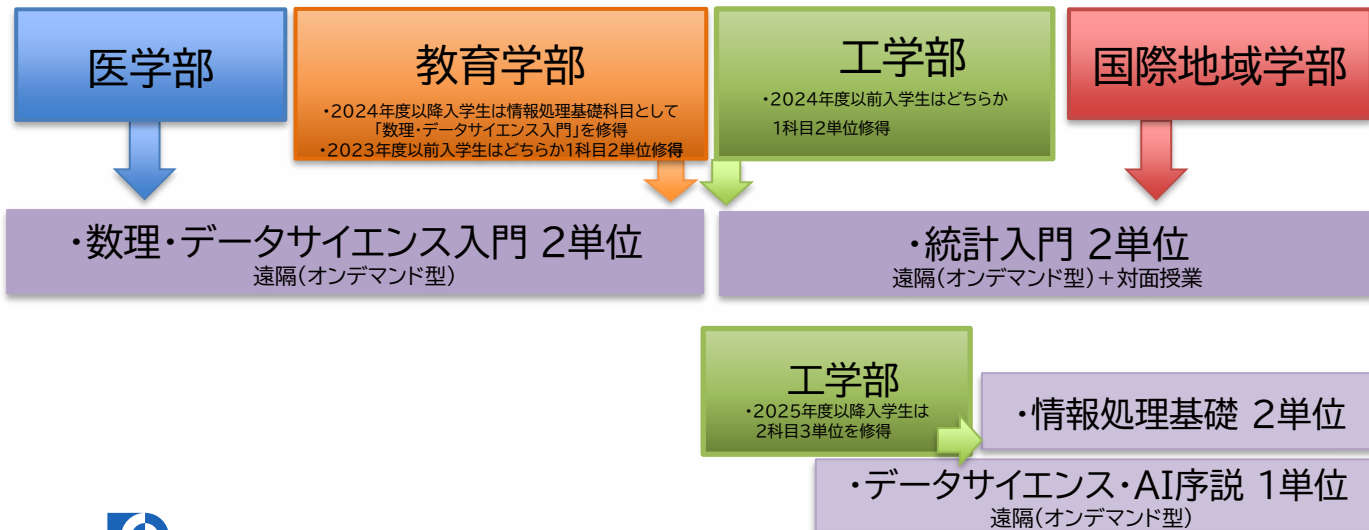 医学部
教育学部
・2024年度以降入学生は情報処理基礎科目として
「数理・データサイエンス入門」を修得
・2023年度以前入学生はどちらか1科目2単位修得
工学部
・2024年度以前入学生はどちらか
1科目2単位修得
国際地域学部
・数理・データサイエンス入門 2単位
遠隔(オンデマンド型)
・統計入門 2単位
遠隔(オンデマンド型)+対面授業
工学部
・2025年度以降入学生は
2科目3単位を修得
・情報処理基礎 2単位
・データサイエンス・AI序説 1単位
遠隔(オンデマンド型)